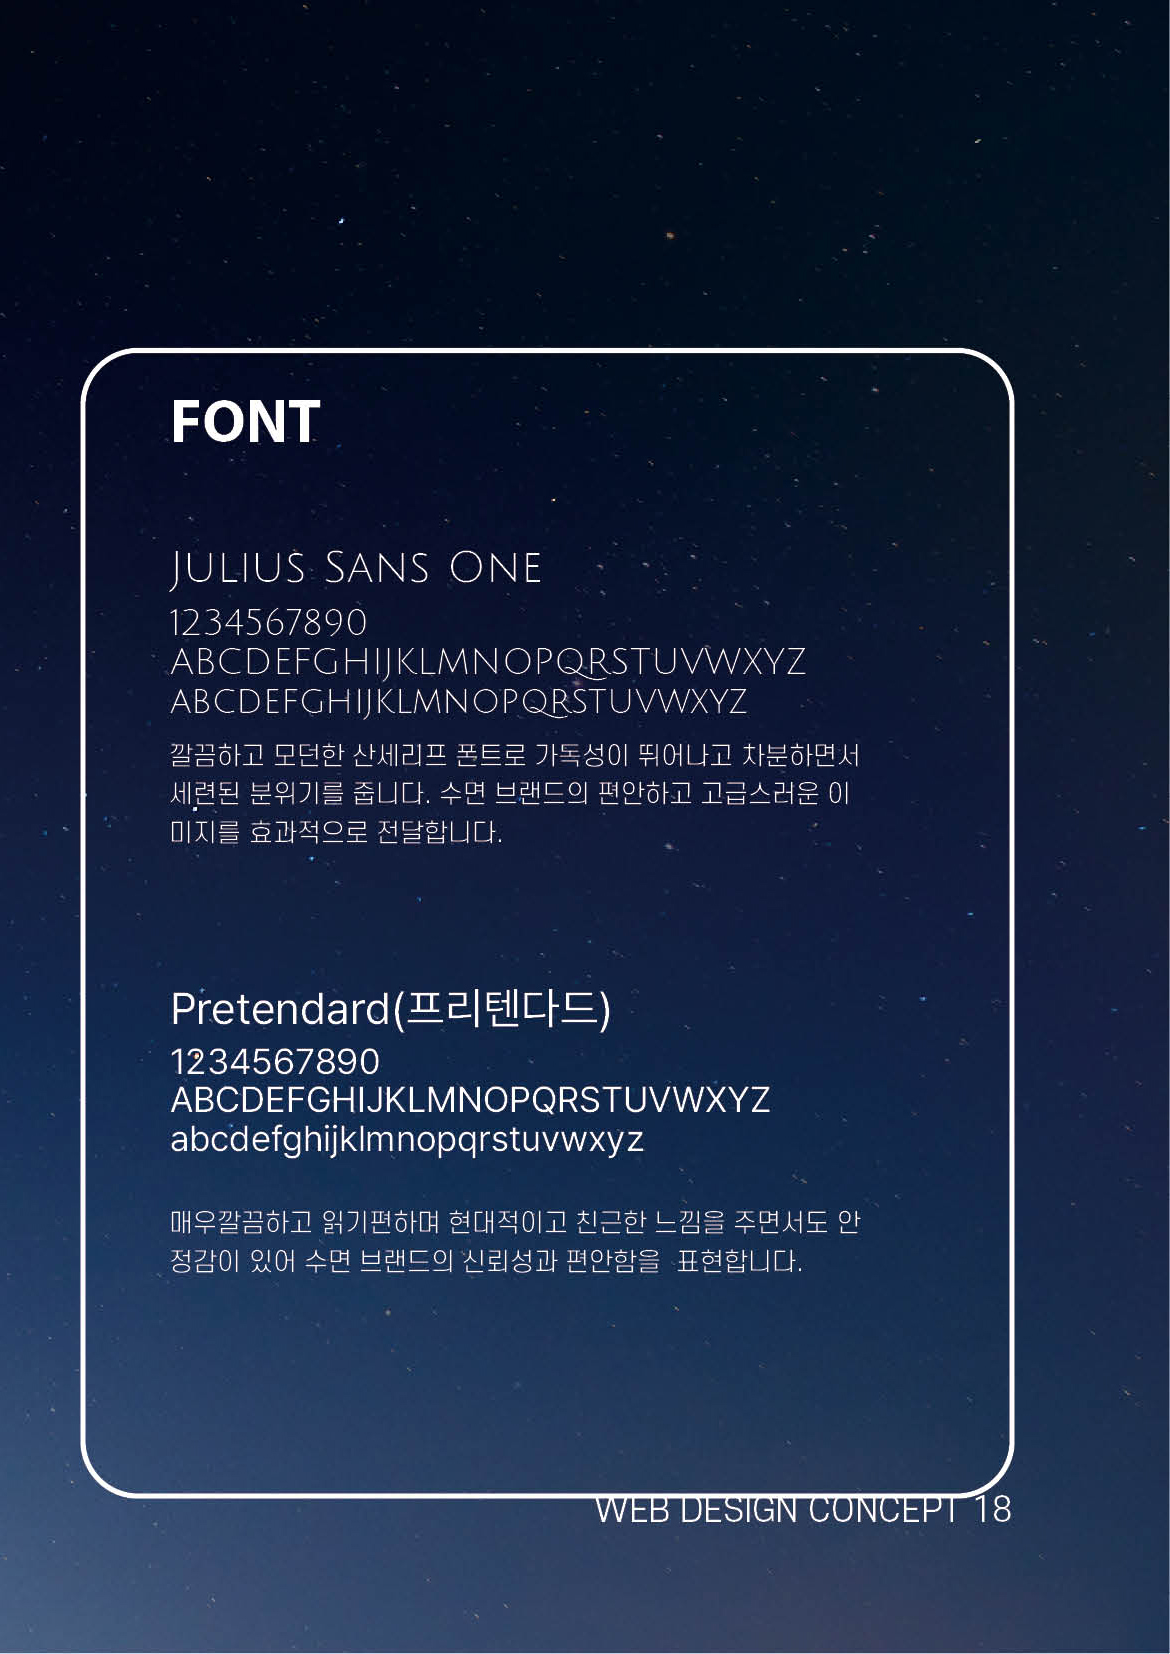 FONT
Julius Sans One
1234567890
ABCDEFGHIJKLMNOPQRSTUVWXYZ
ABCDEFGHIJKLMNOPQRSTUVWXYZ
깔끔하고 모던한 산세리프 폰트로 가독성이 뛰어나고 차분하면서
세련된 분위기를 줍니다. 수면 브랜드의 편안하고 고급스러운 이
미지를 효과적으로 전달합니다.
Pretendard(프리텐다드)
1234567890
ABCDEFGHIJKLMNOPQRSTUVWXYZ
abcdefghijklmnopqrstuvwxyz
매우깔끔하고 읽기편하며 현대적이고 친근한 느낌을 주면서도 안
정감이 있어 수면 브랜드의 신뢰성과 편안함을  표현합니다.
WEB DESIGN CONCEPT 18